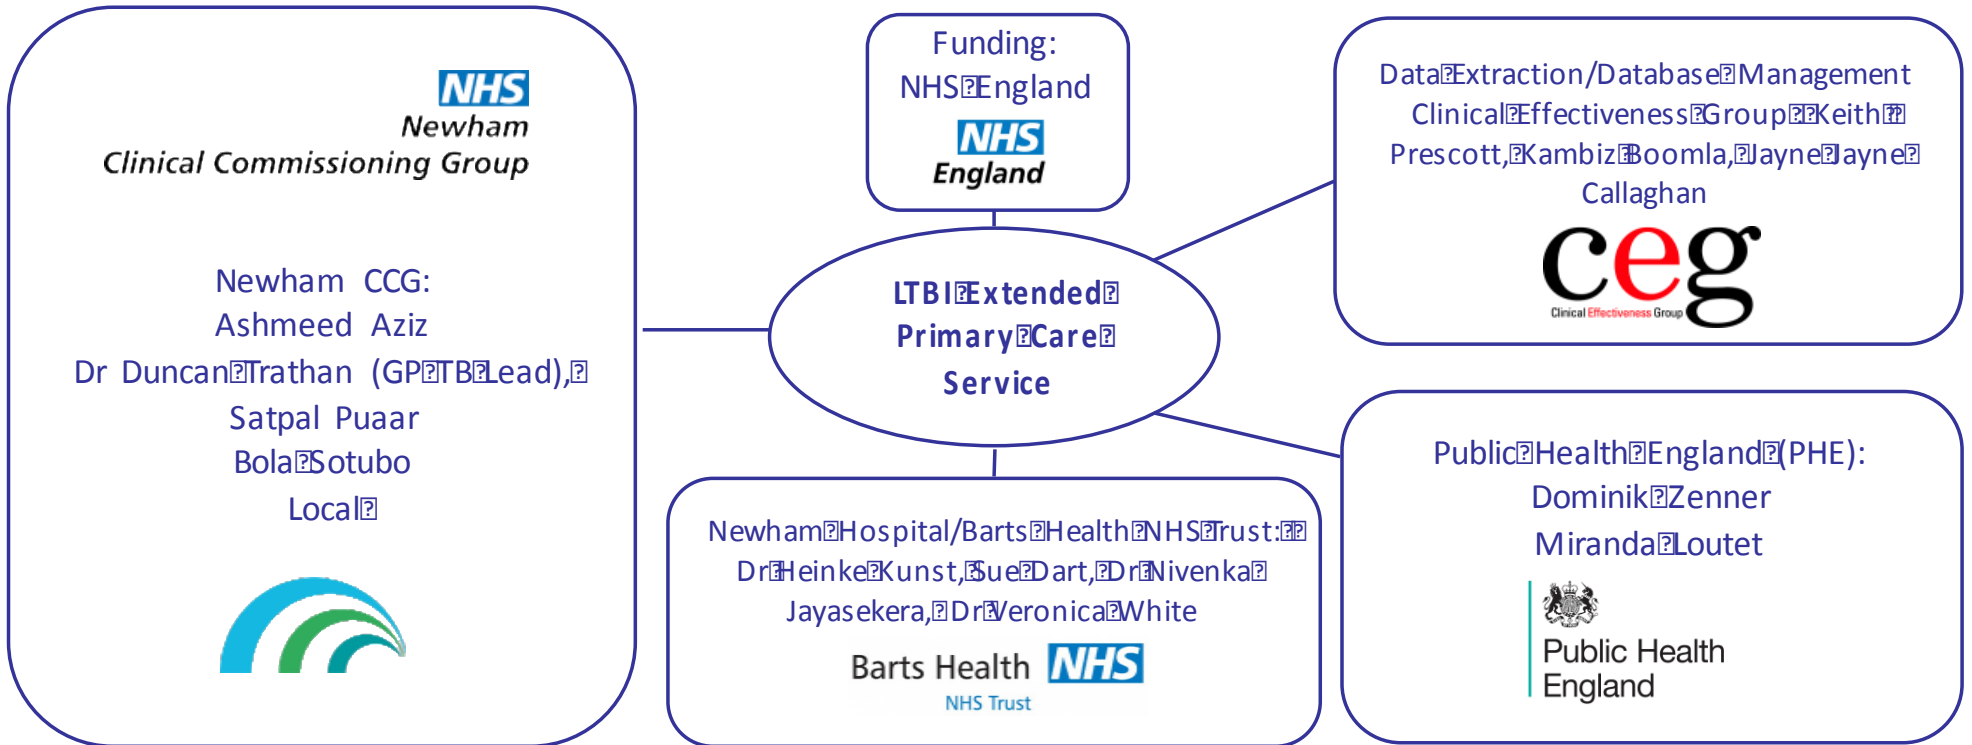 NHS
Newham
Clinical Commissioning Group
Newham CCG:
Ashmeed Aziz
Dr Duncan⍰Trathan (GP⍰TB⍰Lead),⍰
Satpal Puaar
Bola⍰Sotubo
Local⍰
Funding:
NHS⍰England
NHS
England
LTBI⍰Extended⍰
Primary⍰Care⍰
Service
Data⍰Extraction/Database⍰Management
Clinical⍰Effectiveness⍰Group⍰⍰Keith⍰⍰
Prescott,⍰Kambiz⍰Boomla,⍰Jayne⍰Jayne⍰
Callaghan
ceg
Clinical Effectiveness Group
Newham⍰Hospital/Barts⍰Health⍰NHS⍰Trust:⍰⍰
Dr⍰Heinke⍰Kunst,⍰Sue⍰Dart,⍰Dr⍰Nivenka⍰
Jayasekera,⍰Dr⍰Veronica⍰White
Barts Health NHS
NHS Trust
Public⍰Health⍰England⍰(PHE):
Dominik⍰Zenner
Miranda⍰Loutet
Public Health
England